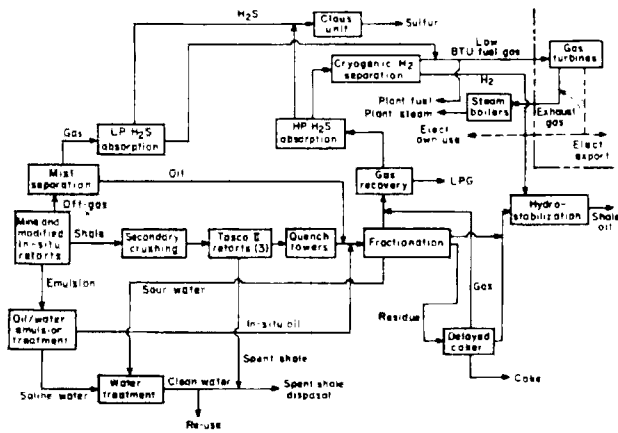 H2S
Claus
unit
Sulfur
Low
BTU fuel gas
Gas
turbines
Cryogenic H2
separation
H2
Plant fuel
Plant steam
Steam
boilers
Exhaust
gas
Elect
own use
Elect
export
Gas
LP H2S
absorption
HP H2S
absorption
Mist
separation
Oil
Gas
recovery
LPG
Off-gas
Hydro-
stabilization
Shale
oil
Mine and
modified
in-situ
retorts
Shale
Secondary
crushing
Tosco II
retorts (3)
Quench
towers
Fractionation
Emulsion
Sour water
Gas
Residue
Oil/water
emulsion
treatment
In-situ oil
Delayed
coker
Spent shale
Coke
Saline water
Water
treatment
Clean water
Spent shale
disposal
Re-use